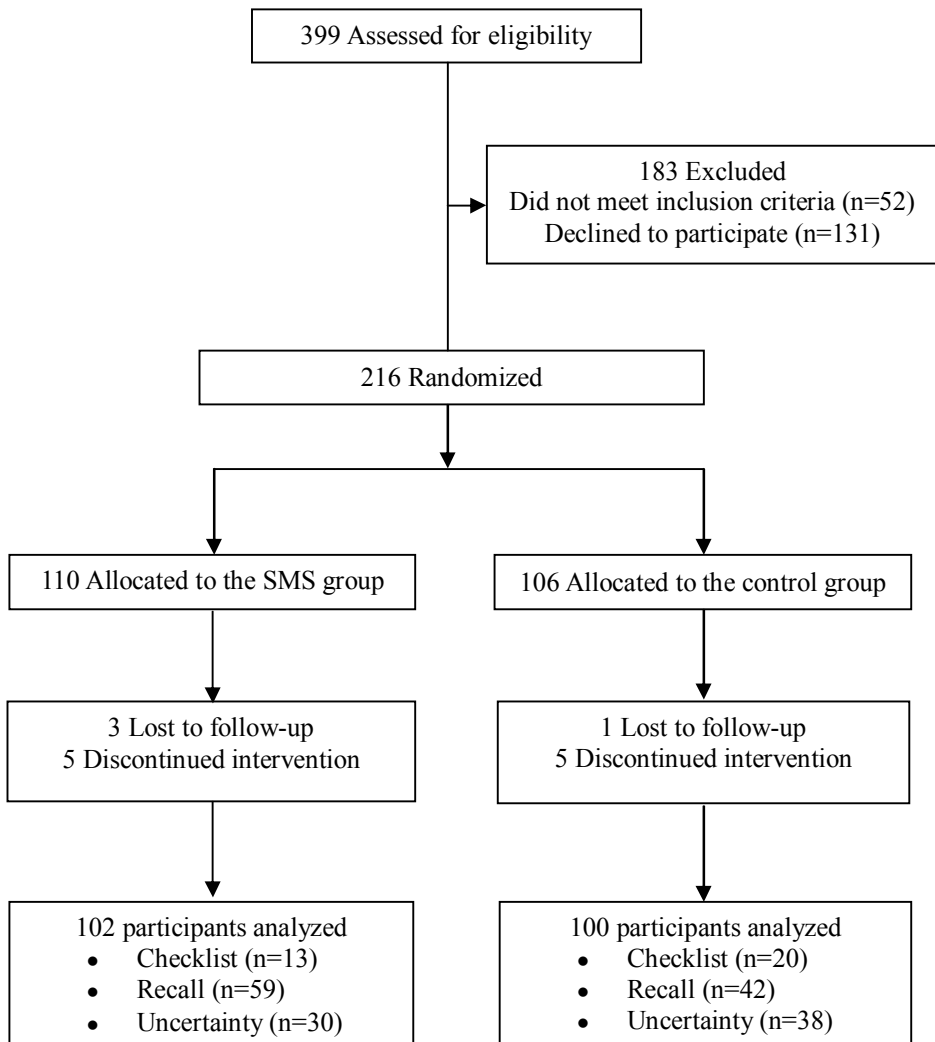 399 Assessed for eligibility
183 Excluded
Did not meet inclusion criteria (n=52)
Declined to participate (n=131)
216 Randomized
110 Allocated to the SMS group
106 Allocated to the control group
3 Lost to follow-up
5 Discontinued intervention
1 Lost to follow-up
5 Discontinued intervention
102 participants analyzed
• Checklist (n=13)
• Recall (n=59)
• Uncertainty (n=30)
100 participants analyzed
• Checklist (n=20)
• Recall (n=42)
• Uncertainty (n=38)